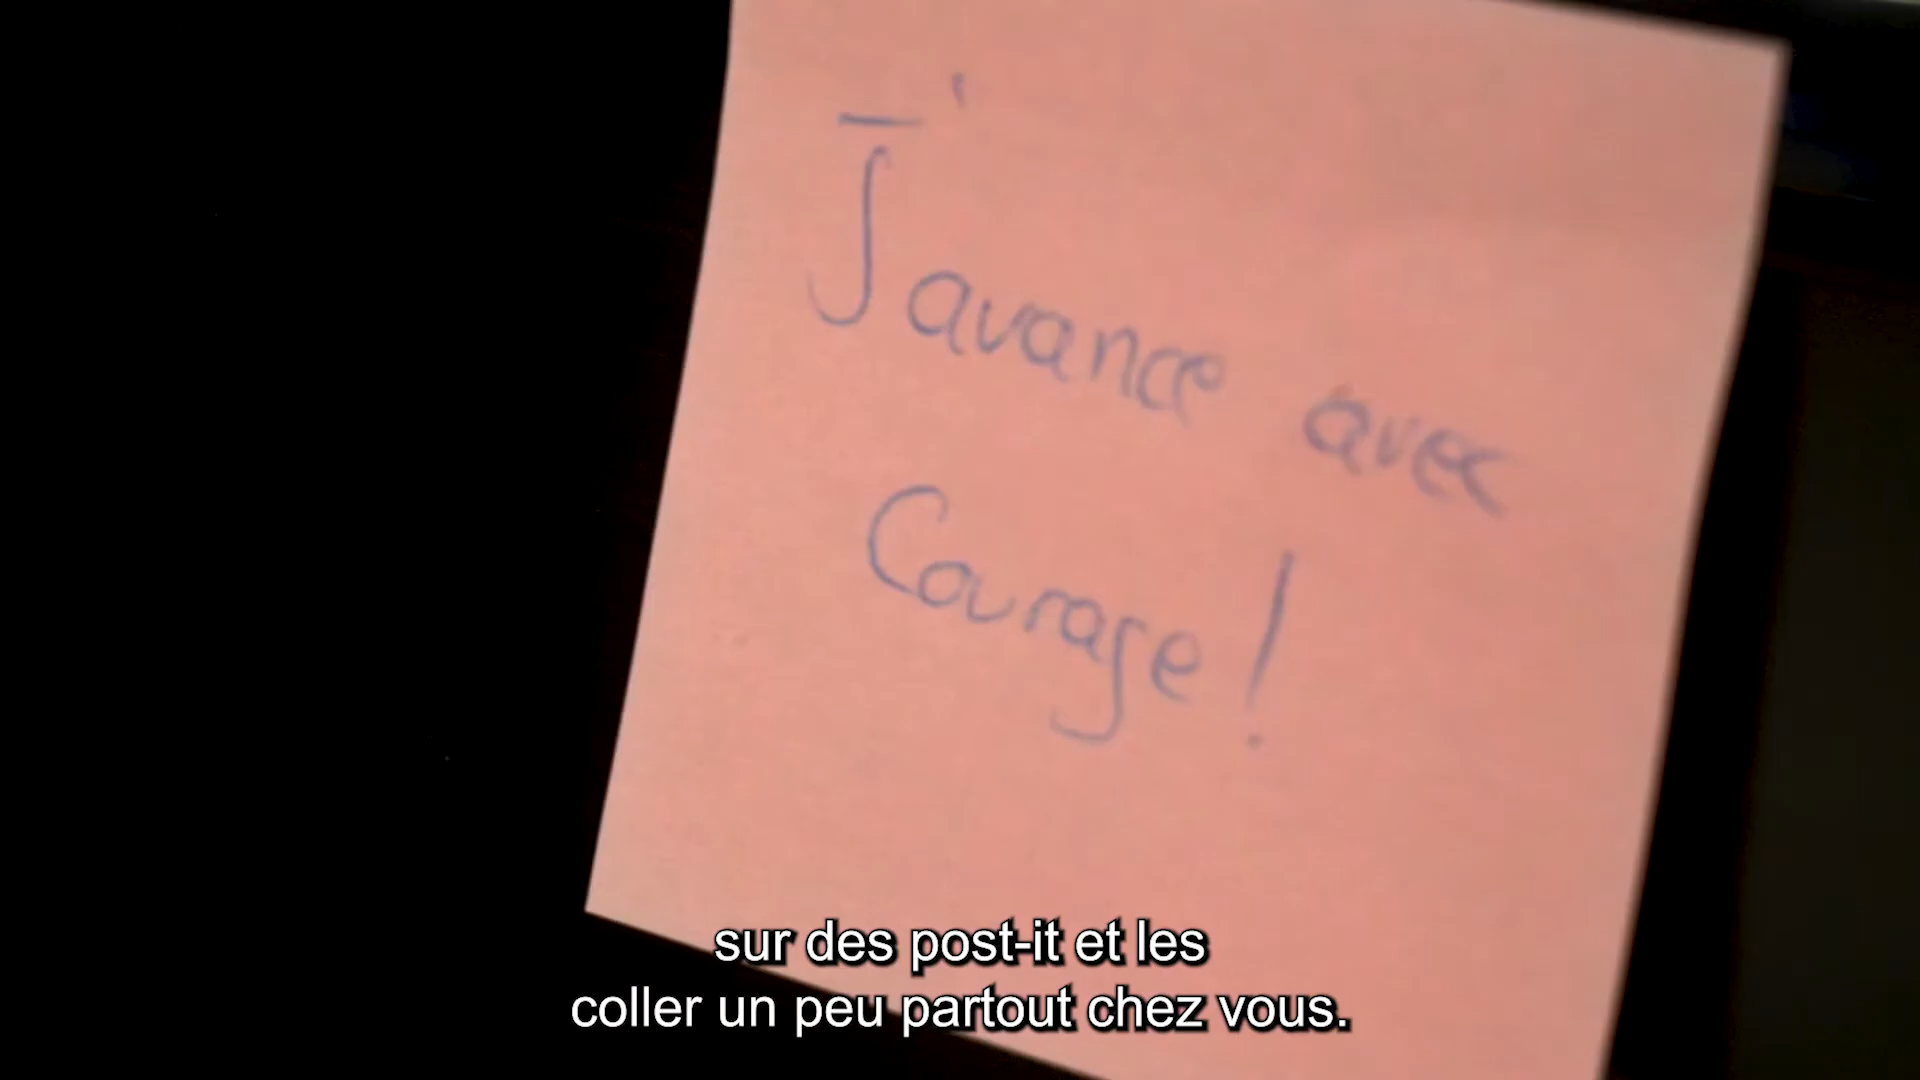 J'avance avec
Courage !
sur des post-it et les
coller un peu partout chez vous.